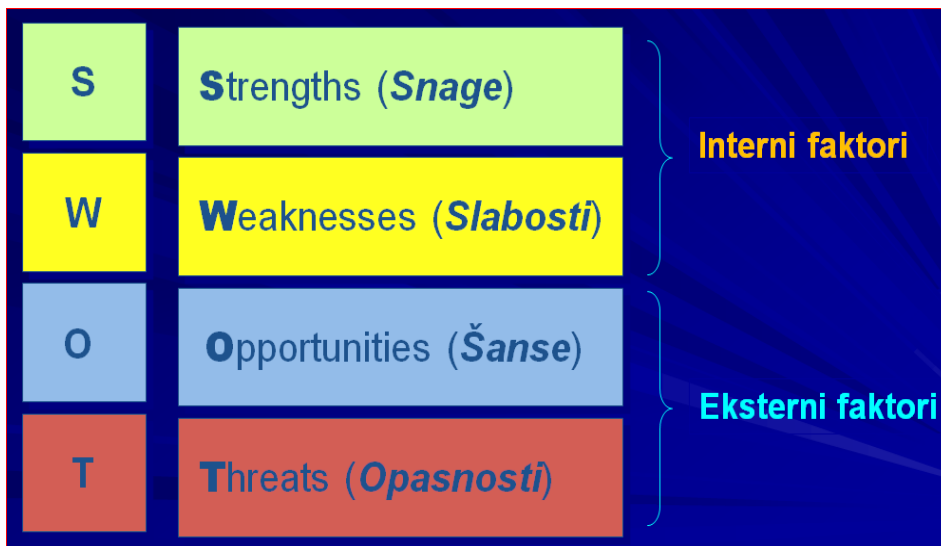 S
Strengths (Snage)
W
Weaknesses (Slabosti)
Interni faktori
O
Opportunities (Šanse)
T
Threats (Opasnosti)
Eksterni faktori